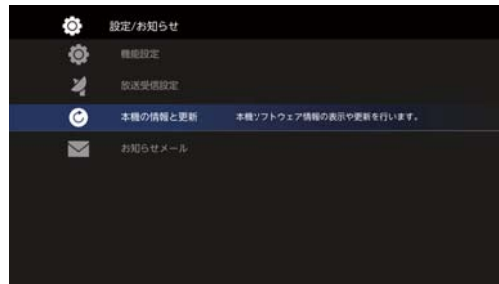 設定/お知らせ
機能設定
放送受信設定
本機の情報と更新 本機ソフトウェア情報の表示や更新を行います。
お知らせメール